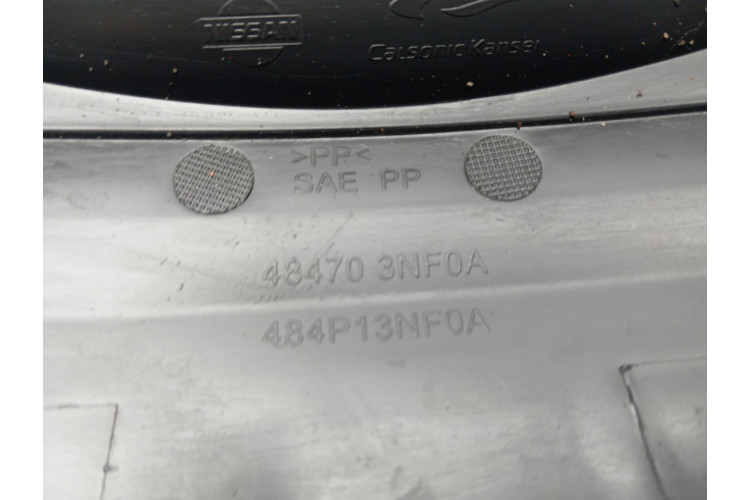 NISSAN
CalsonicKansei
>PP<
SAE PP
48470 3NF0A
484P13NF0A